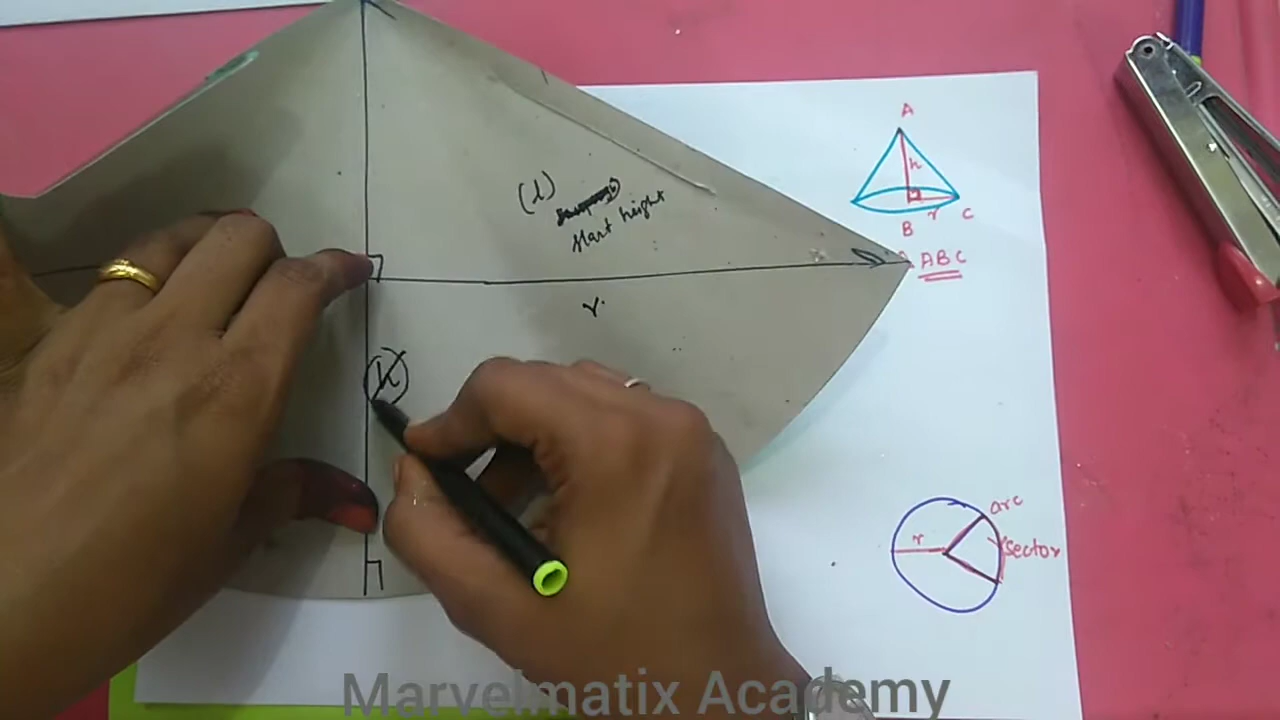 A
h
r C
B
ABC
(l)
slant height
r
h
arc
r
sector
Marvelmatix Academy